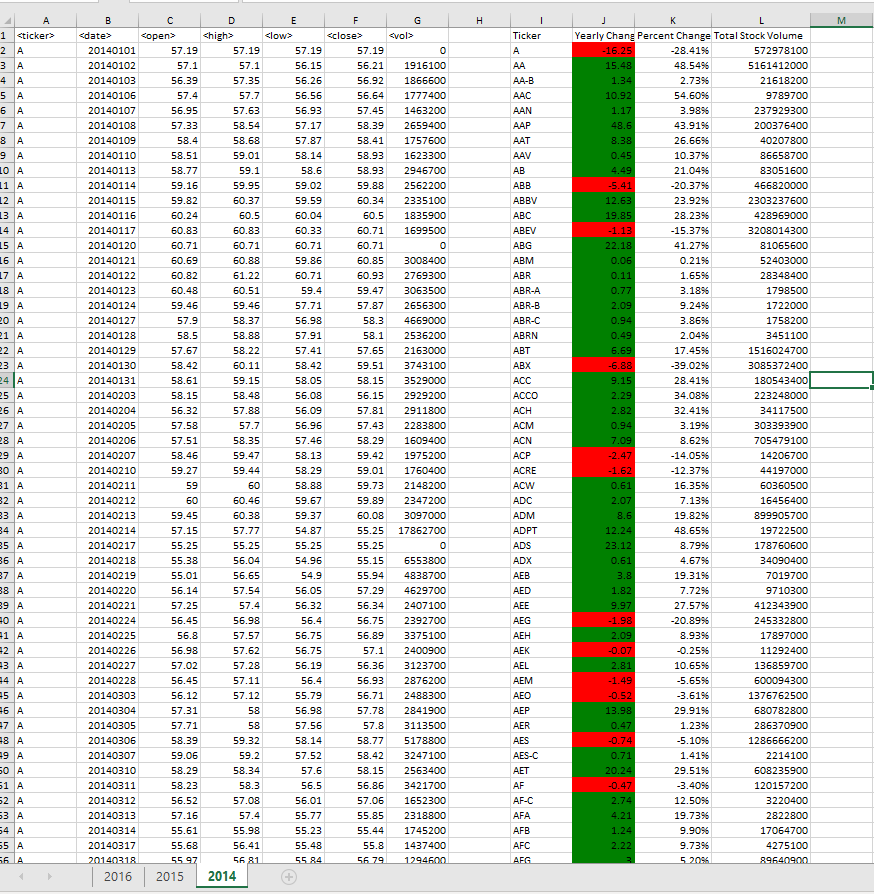 A B C D E F G H I J K L M
1 <ticker> <date> <open> <high> <low> <close> <vol> Ticker Yearly Chang Percent Change Total Stock Volume
2 A 20140101 57.19 57.19 57.19 57.19 0 A -16.25 -28.41% 572978100
3 A 20140102 57.1 57.1 56.15 56.21 1916100 AA 15.48 48.54% 5161412000
4 A 20140103 56.39 57.35 56.26 56.92 1866600 AA-B 1.34 2.73% 21618200
5 A 20140106 57.4 57.7 56.56 56.64 1777400 AAC 10.92 54.60% 9789700
6 A 20140107 56.95 57.63 56.93 57.45 1463200 AAN 1.17 3.98% 237929300
7 A 20140108 57.33 58.54 57.17 58.39 2659400 AAP 48.6 43.91% 200376400
8 A 20140109 58.4 58.68 57.87 58.41 1757600 AAT 8.38 26.66% 40207800
9 A 20140110 58.51 59.01 58.14 58.93 1623300 AAV 0.45 10.37% 86658700
10 A 20140113 58.77 59.1 58.6 58.93 2946700 AB 4.49 21.04% 83051600
11 A 20140114 59.16 59.95 59.02 59.88 2562200 ABB -5.41 -20.37% 466820000
12 A 20140115 59.82 60.37 59.59 60.34 2335100 ABBV 12.63 23.92% 2303237600
13 A 20140116 60.24 60.5 60.04 60.5 1835900 ABC 19.85 28.23% 428969000
14 A 20140117 60.83 60.83 60.33 60.71 1699500 ABEV -1.13 -15.37% 3208014300
15 A 20140120 60.71 60.71 60.71 60.71 0 ABG 22.18 41.27% 81065600
16 A 20140121 60.69 60.88 59.86 60.85 3008400 ABM 0.06 0.21% 52403000
17 A 20140122 60.82 61.22 60.71 60.93 2769300 ABR 0.11 1.65% 28348400
18 A 20140123 60.48 60.51 59.4 59.47 3063500 ABR-A 0.77 3.18% 1798500
19 A 20140124 59.46 59.46 57.71 57.87 2656300 ABR-B 2.09 9.24% 1722000
20 A 20140127 57.9 58.37 56.98 58.3 4669000 ABR-C 0.94 3.86% 1758200
21 A 20140128 58.5 58.88 57.91 58.1 2536200 ABRN 0.49 2.04% 3451100
22 A 20140129 57.67 58.22 57.41 57.65 2163000 ABT 6.69 17.45% 1516024700
23 A 20140130 58.42 60.11 58.42 59.51 3743100 ABX -6.88 -39.02% 3085372400
24 A 20140131 58.61 59.15 58.05 58.15 3529000 ACC 9.15 28.41% 180543400
25 A 20140203 58.15 58.48 56.08 56.15 2929200 ACCO 2.29 34.08% 223248000
26 A 20140204 56.32 57.88 56.09 57.81 2911800 ACH 2.82 32.41% 34117500
27 A 20140205 57.58 57.7 56.96 57.43 2283800 ACM 0.94 3.19% 303393900
28 A 20140206 57.51 58.35 57.46 58.29 1609400 ACN 7.09 8.62% 705479100
29 A 20140207 58.46 59.47 58.13 59.42 1975200 ACP -2.47 -14.05% 14206700
30 A 20140210 59.27 59.44 58.29 59.01 1760400 ACRE -1.62 -12.37% 44197000
31 A 20140211 59 60 58.88 59.73 2148200 ACW 0.61 16.35% 60360500
32 A 20140212 60 60.46 59.67 59.89 2347200 ADC 2.07 7.13% 16456400
33 A 20140213 59.45 60.38 59.37 60.08 3097000 ADM 8.6 19.82% 899905700
34 A 20140214 57.15 57.77 54.87 55.25 17862700 ADPT 12.24 48.65% 19722500
35 A 20140217 55.25 55.25 55.25 55.25 0 ADS 23.12 8.79% 178760600
36 A 20140218 55.38 56.04 54.96 55.15 6553800 ADX 0.61 4.67% 34090400
37 A 20140219 55.01 56.65 54.9 55.94 4838700 AEB 3.8 19.31% 7019700
38 A 20140220 56.14 57.54 56.05 57.29 4629700 AED 1.82 7.72% 9710300
39 A 20140221 57.25 57.4 56.32 56.34 2407100 AEE 9.97 27.57% 412343900
40 A 20140224 56.45 56.98 56.4 56.75 2392700 AEG -1.98 -20.89% 245332800
41 A 20140225 56.8 57.57 56.75 56.89 3375100 AEH 2.09 8.93% 17897000
42 A 20140226 56.98 57.62 56.75 57.1 2400900 AEK -0.07 -0.25% 11292400
43 A 20140227 57.02 57.28 56.19 56.36 3123700 AEL 2.81 10.65% 136859700
44 A 20140228 56.45 57.11 56.4 56.93 2876200 AEM -1.49 -5.65% 600094300
45 A 20140303 56.12 57.12 55.79 56.71 2488300 AEO -0.52 -3.61% 1376762500
46 A 20140304 57.31 58 56.98 57.78 2841900 AEP 13.98 29.91% 680782800
47 A 20140305 57.71 58 57.56 57.8 3113500 AER 0.47 1.23% 286370900
48 A 20140306 58.39 59.32 58.14 58.77 5178800 AES -0.74 -5.10% 1286666200
49 A 20140307 59.06 59.2 57.52 58.42 3247100 AES-C 0.71 1.41% 2214100
50 A 20140310 58.29 58.34 57.6 58.15 2563400 AET 20.24 29.51% 608235900
51 A 20140311 58.23 58.3 56.5 56.86 3421700 AF -0.47 -3.40% 120157200
52 A 20140312 56.52 57.08 56.01 57.06 1652300 AF-C 2.74 12.50% 3220400
53 A 20140313 57.16 57.4 55.77 55.85 2318800 AFA 4.21 19.73% 2822800
54 A 20140314 55.61 55.98 55.23 55.44 1745200 AFB 1.24 9.90% 17064700
55 A 20140317 55.68 56.41 55.48 55.8 1437400 AFC 2.22 9.73% 4275100
56 A 20140318 55.97 56.81 55.84 56.79 1294600 AFG 3 5.20% 89640900
2016 2015 2014